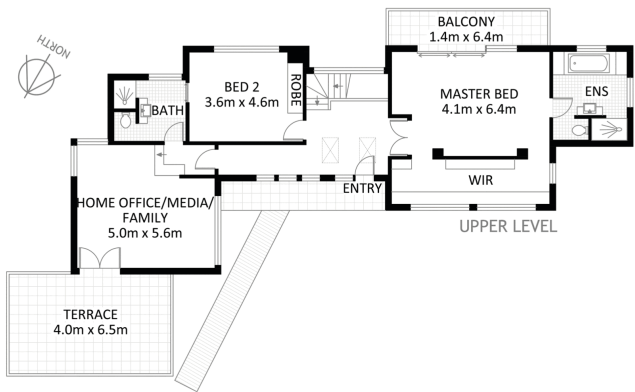 NORTH
BALCONY
1.4m x 6.4m
BED 2
3.6m x 4.6m
ROBE
MASTER BED
4.1m x 6.4m
ENS
BATH
WIR
ENTRY
HOME OFFICE/MEDIA/
FAMILY
5.0m x 5.6m
UPPER LEVEL
TERRACE
4.0m x 6.5m